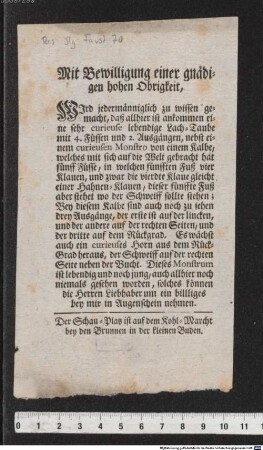 Mit Bewilligung einer gnädi-
gen hohen Obrigkeit,
WIrd jedermänniglich zu wissen ge-
macht, daß allhier ist ankommen ei-
ne sehr curieuse lebendige Lach-Taube
mit 4. Füssen und 2. Ausgängen, nebst ei-
nem curieusen Monstro von einem Kalbe,
welches mit sich auf die Welt gebracht hat
fünff Füsse, in welchen fünfften Fuß vier
Klauen, und zwar die vierdte Klaue gleicht
einer Hahnen-Klauen, dieser fünffte Fuß
aber stehet wo der Schweiff sollte stehen;
Bey diesem Kalbe sind auch noch zu sehen
drey Ausgänge, der erste ist auf der lincken,
und der andere auf der rechten Seiten, und
der dritte auf dem Rückgrad. Es wächst
auch ein curieuses Horn aus dem Rück-
Grad heraus, der Schweiff auf der rechten
Seite neben der Bucht. Dieses Monstrum
ist lebendig und noch jung, auch allhier noch
niemals gesehen worden, solches können
die Herren Liebhaber um ein billiges
bey mir in Augenschein nehmen.
Der Schau-Platz ist auf dem Kohl-Marckt
bey den Brunnen in der kleinen Buden.